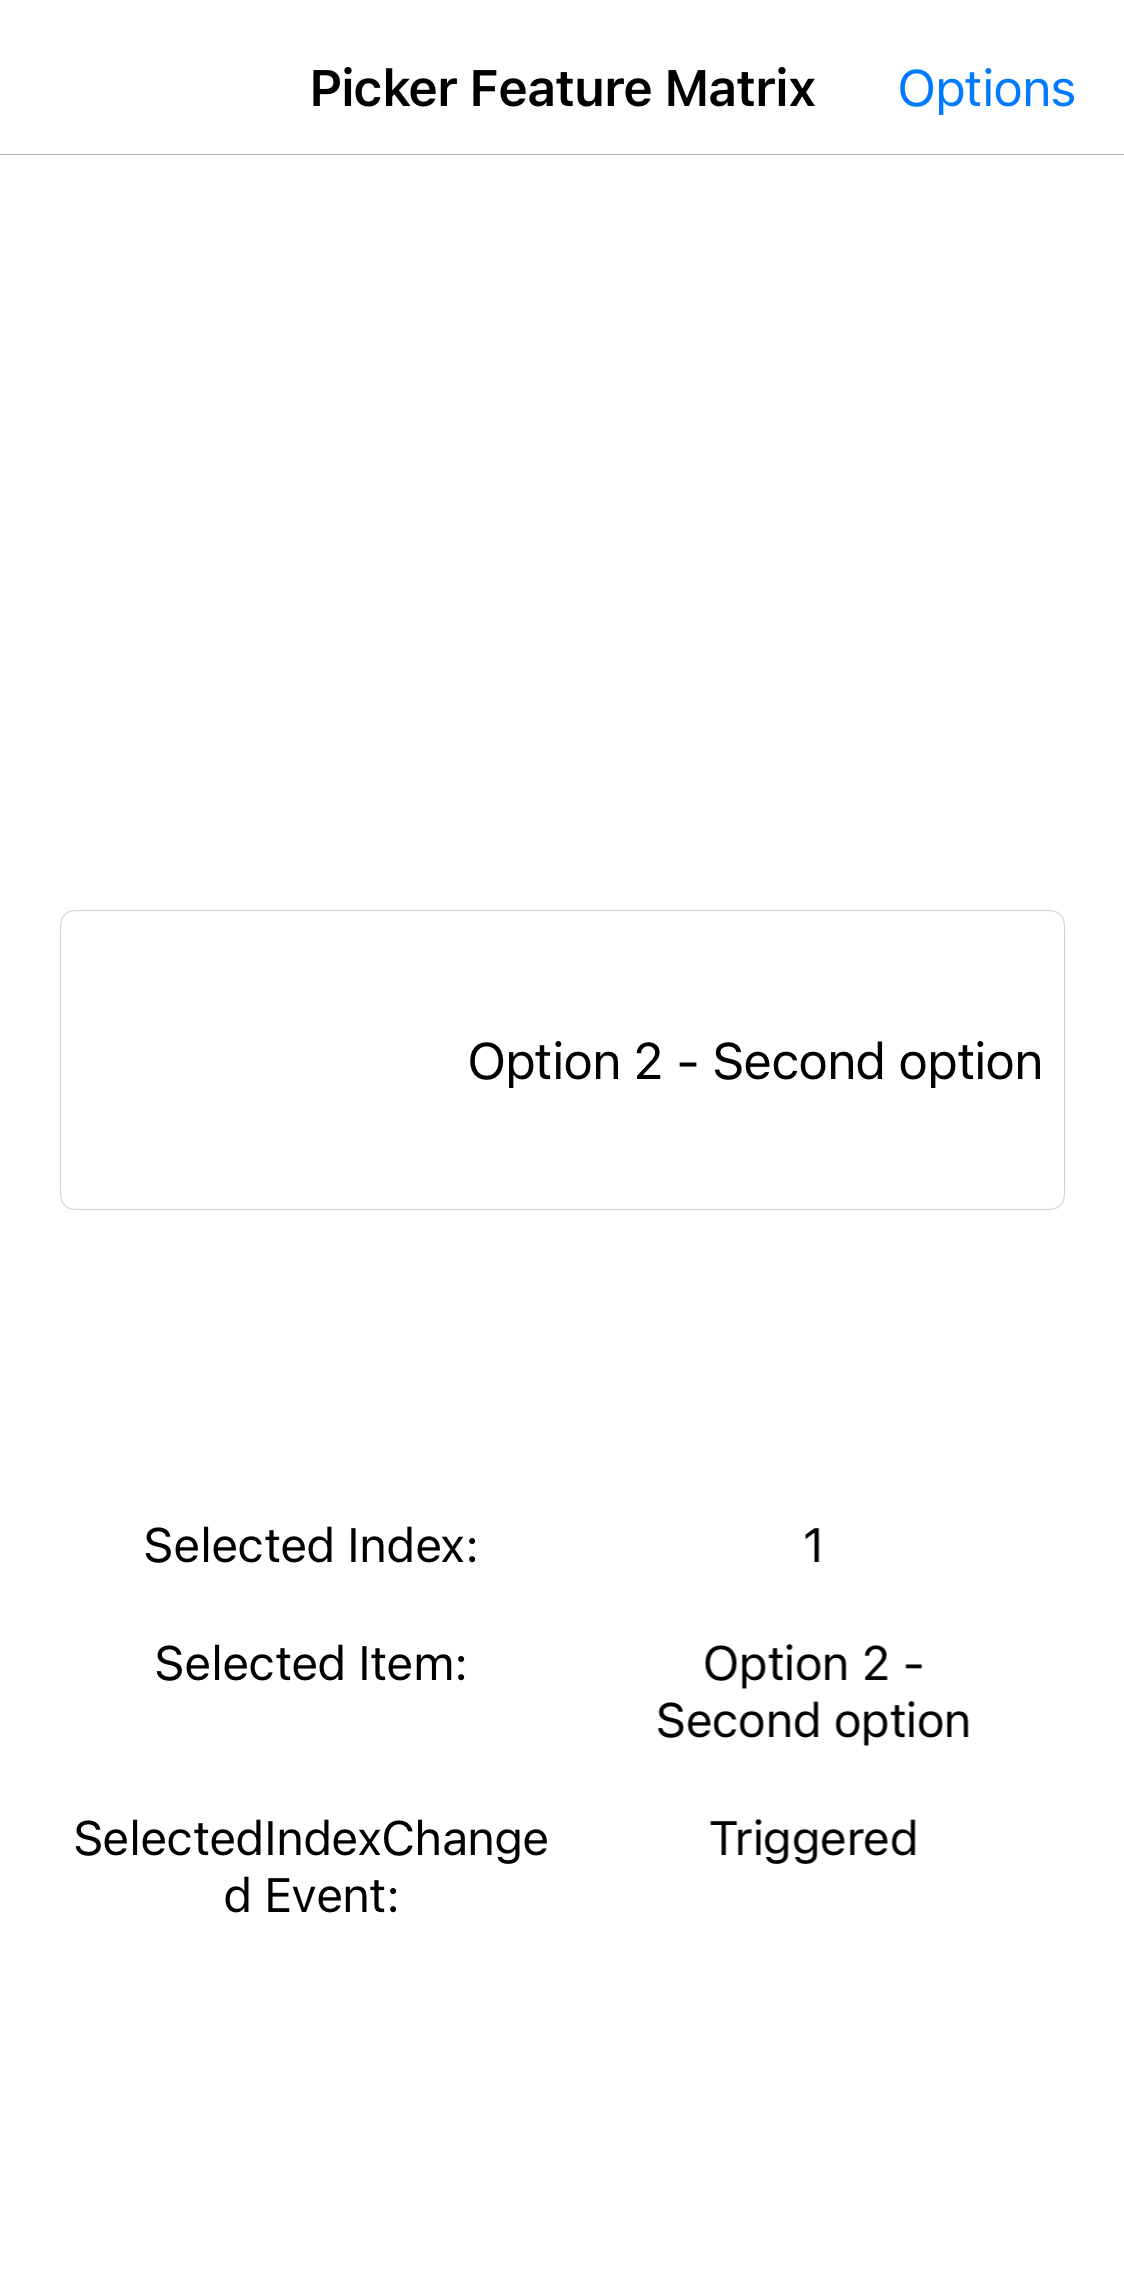 Picker Feature Matrix Options
Option 2 - Second option
Selected Index: 1
Selected Item: Option 2 -
Second option
SelectedIndexChange Triggered
d Event: